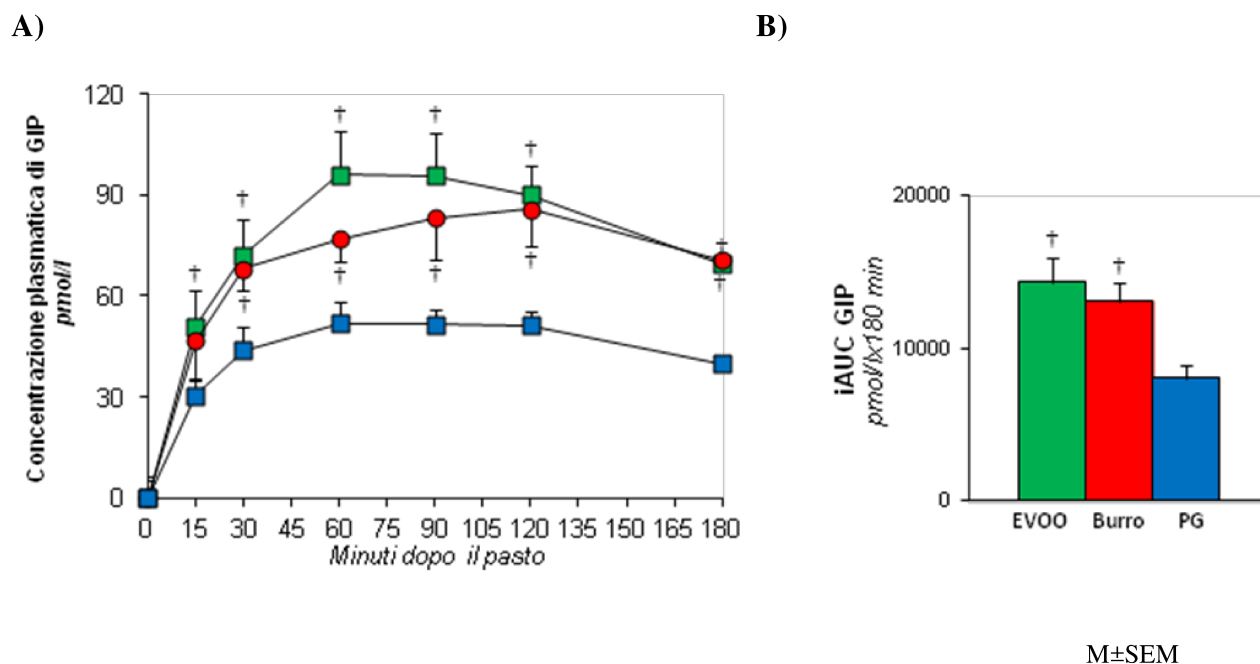 A)
B)
Concentrazione plasmatica di GIP
pmol/l
120
90
60
30
0
† † † † † † † † † † †
0 15 30 45 60 75 90 105 120 135 150 165 180
Minuti dopo il pasto
iAUC GIP
pmol/lx180 min
20000
10000
0
† †
EVOO Burro PG
M±SEM